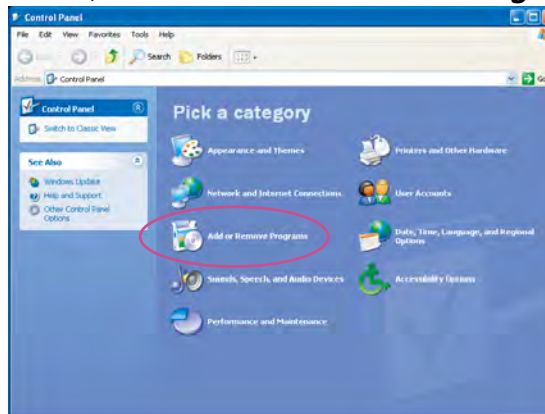 Control Panel
File Edit View Favorites Tools Help
Search Folders
Address Control Panel Go
Control Panel
Switch to Classic View
See Also
Windows Update
Help and Support
Other Control Panel
Options
Pick a category
Appearance and Themes
Printers and Other Hardware
Network and Internet Connections
User Accounts
Add or Remove Programs
Date, Time, Language, and Regional
Options
Sounds, Speech, and Audio Devices
Accessibility Options
Performance and Maintenance